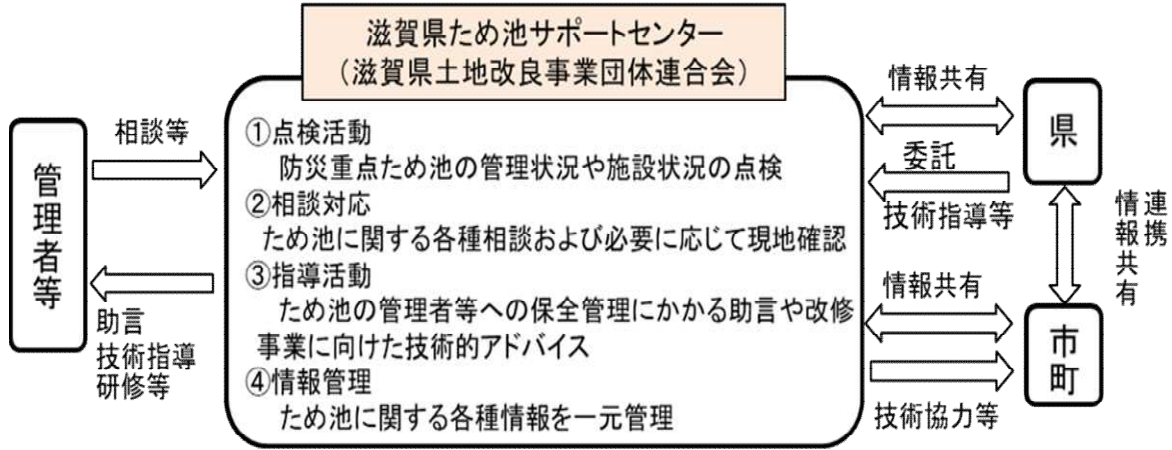 滋賀県ため池サポートセンター
（滋賀県土地改良事業団体連合会）
管理者等
相談等
助言
技術指導
研修等
①点検活動
防災重点ため池の管理状況や施設状況の点検
②相談対応
ため池に関する各種相談および必要に応じて現地確認
③指導活動
ため池の管理者等への保全管理にかかる助言や改修
事業に向けた技術的アドバイス
④情報管理
ため池に関する各種情報を一元管理
情報共有
委託
技術指導等
情報共有
技術協力等
県
連携
情報共有
市町